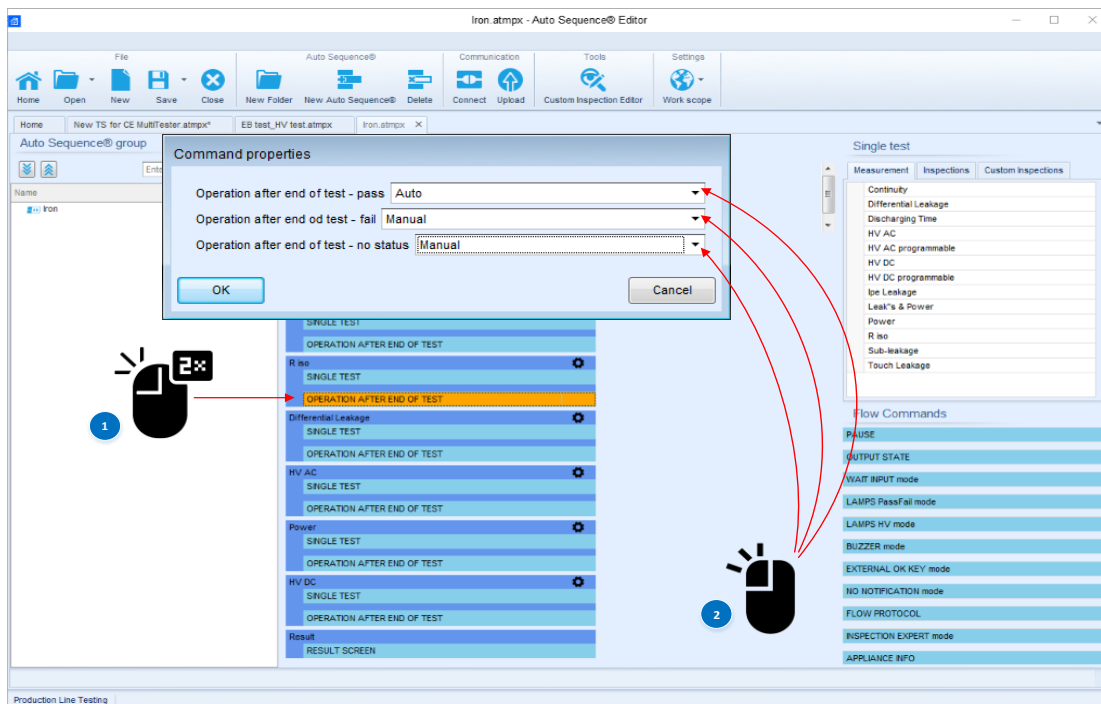 Iron.atmpx - Auto Sequence® Editor
File
Auto Sequence®
Communication
Tools
Settings
Home
Open
New
Save
Close
New Folder
New Auto Sequence®
Delete
Connect
Upload
Custom Inspection Editor
Work scope
Home
New TS for CE MultiTester.atmpx*
EB test_HV test.atmpx
Iron.atmpx
Auto Sequence® group
Name
Iron
Command properties
Operation after end of test - pass Auto
Operation after end od test - fail Manual
Operation after end of test - no status Manual
OK
Cancel
SINGLE TEST
OPERATION AFTER END OF TEST
R iso
SINGLE TEST
OPERATION AFTER END OF TEST
Differential Leakage
SINGLE TEST
OPERATION AFTER END OF TEST
HV AC
SINGLE TEST
OPERATION AFTER END OF TEST
Power
SINGLE TEST
OPERATION AFTER END OF TEST
HV DC
SINGLE TEST
OPERATION AFTER END OF TEST
Result
RESULT SCREEN
2×
1
2
Single test
Measurement
Inspections
Custom Inspections
Continuity
Differential Leakage
Discharging Time
HV AC
HV AC programmable
HV DC
HV DC programmable
Ipe Leakage
Leak"s & Power
Power
R iso
Sub-leakage
Touch Leakage
Flow Commands
PAUSE
OUTPUT STATE
WAIT INPUT mode
LAMPS PassFail mode
LAMPS HV mode
BUZZER mode
EXTERNAL OK KEY mode
NO NOTIFICATION mode
FLOW PROTOCOL
INSPECTION EXPERT mode
APPLIANCE INFO
Production Line Testing